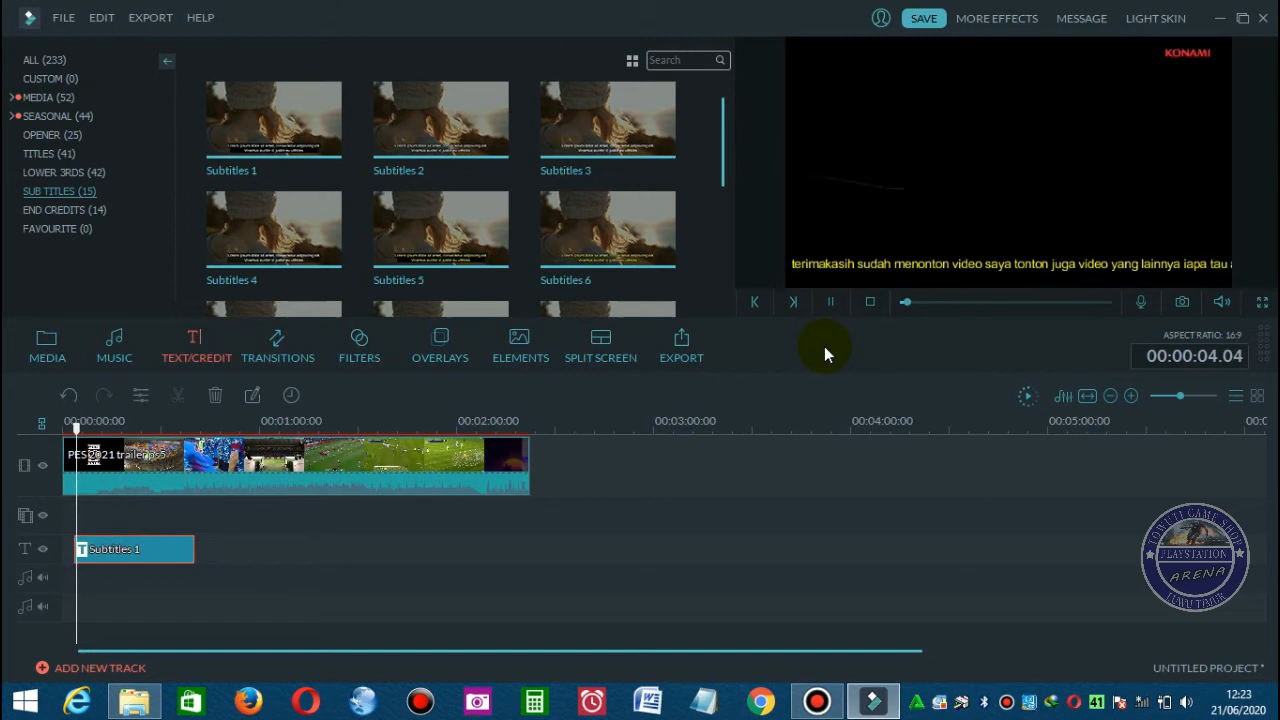 FILE EDIT EXPORT HELP
SAVE MORE EFFECTS MESSAGE LIGHT SKIN
ALL (233)
CUSTOM (0)
MEDIA (52)
SEASONAL (44)
OPENER (25)
TITLES (41)
LOWER 3RDS (42)
SUB TITLES (15)
END CREDITS (14)
FAVOURITE (0)
Search
Subtitles 1 Subtitles 2 Subtitles 3
Subtitles 4 Subtitles 5 Subtitles 6
KONAMI
terimakasih sudah menonton video saya tonton juga video yang lainnya iapa tau
MEDIA MUSIC TEXT/CREDIT TRANSITIONS FILTERS OVERLAYS ELEMENTS SPLIT SCREEN EXPORT
ASPECT RATIO: 16:9
00:00:04.04
00:00:00:00 00:01:00:00 00:02:00:00 00:03:00:00 00:04:00:00 00:05:00:00
PES2021 trailer ps5
T Subtitles 1
PLAYSTATION
ARENA
ADD NEW TRACK
UNTITLED PROJECT *
41
12:23
21/06/2020